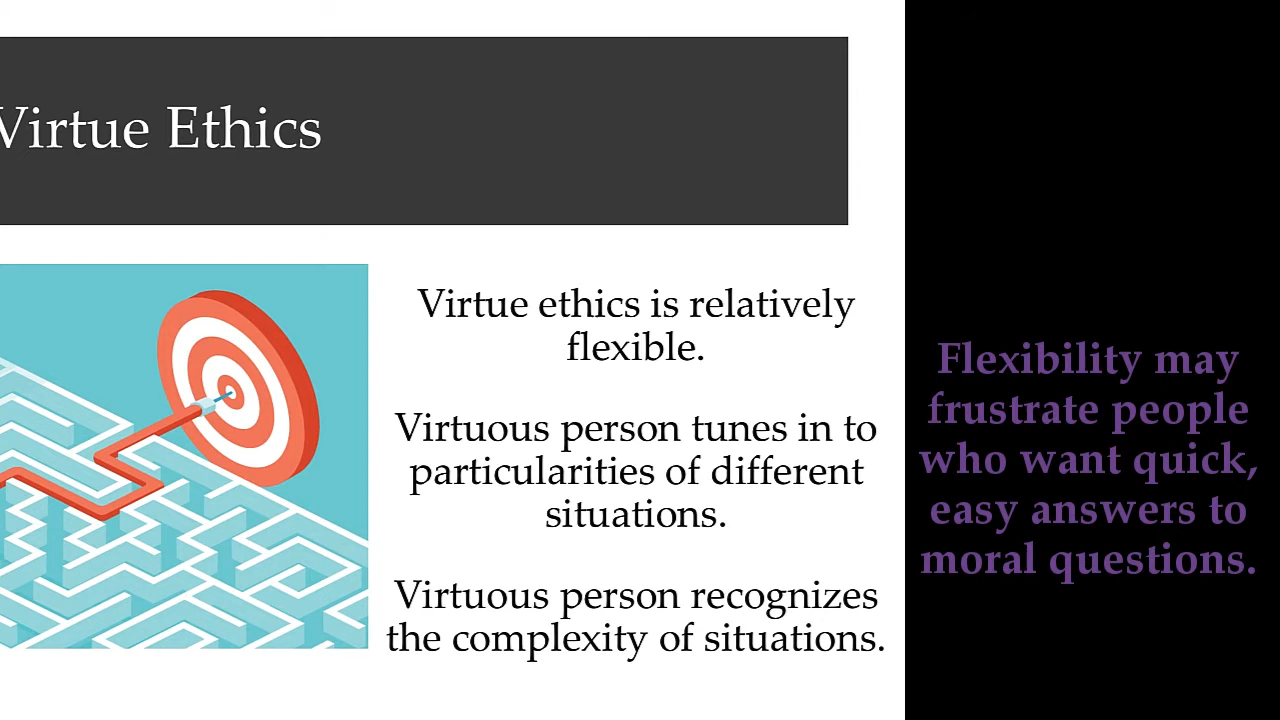 Virtue Ethics
Virtue ethics is relatively
flexible.
Virtuous person tunes in to
particularities of different
situations.
Virtuous person recognizes
the complexity of situations.
Flexibility may
frustrate people
who want quick,
easy answers to
moral questions.